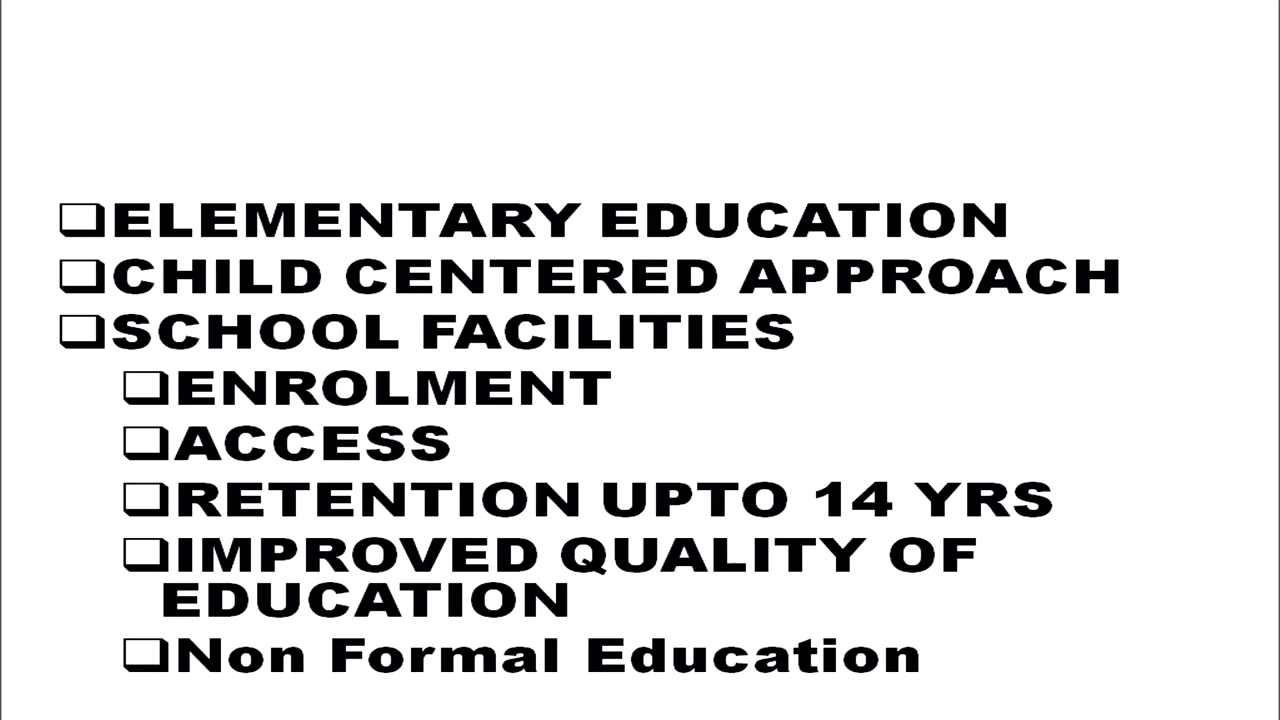 ❑ELEMENTARY EDUCATION
❑CHILD CENTERED APPROACH
❑SCHOOL FACILITIES
❑ENROLMENT
❑ACCESS
❑RETENTION UPTO 14 YRS
❑IMPROVED QUALITY OF
EDUCATION
❑Non Formal Education